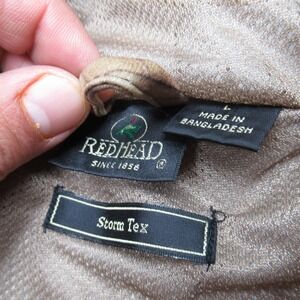 REDHEAD
®
SINCE 1856
L
MADE IN
BANGLADESH
Storm Tex